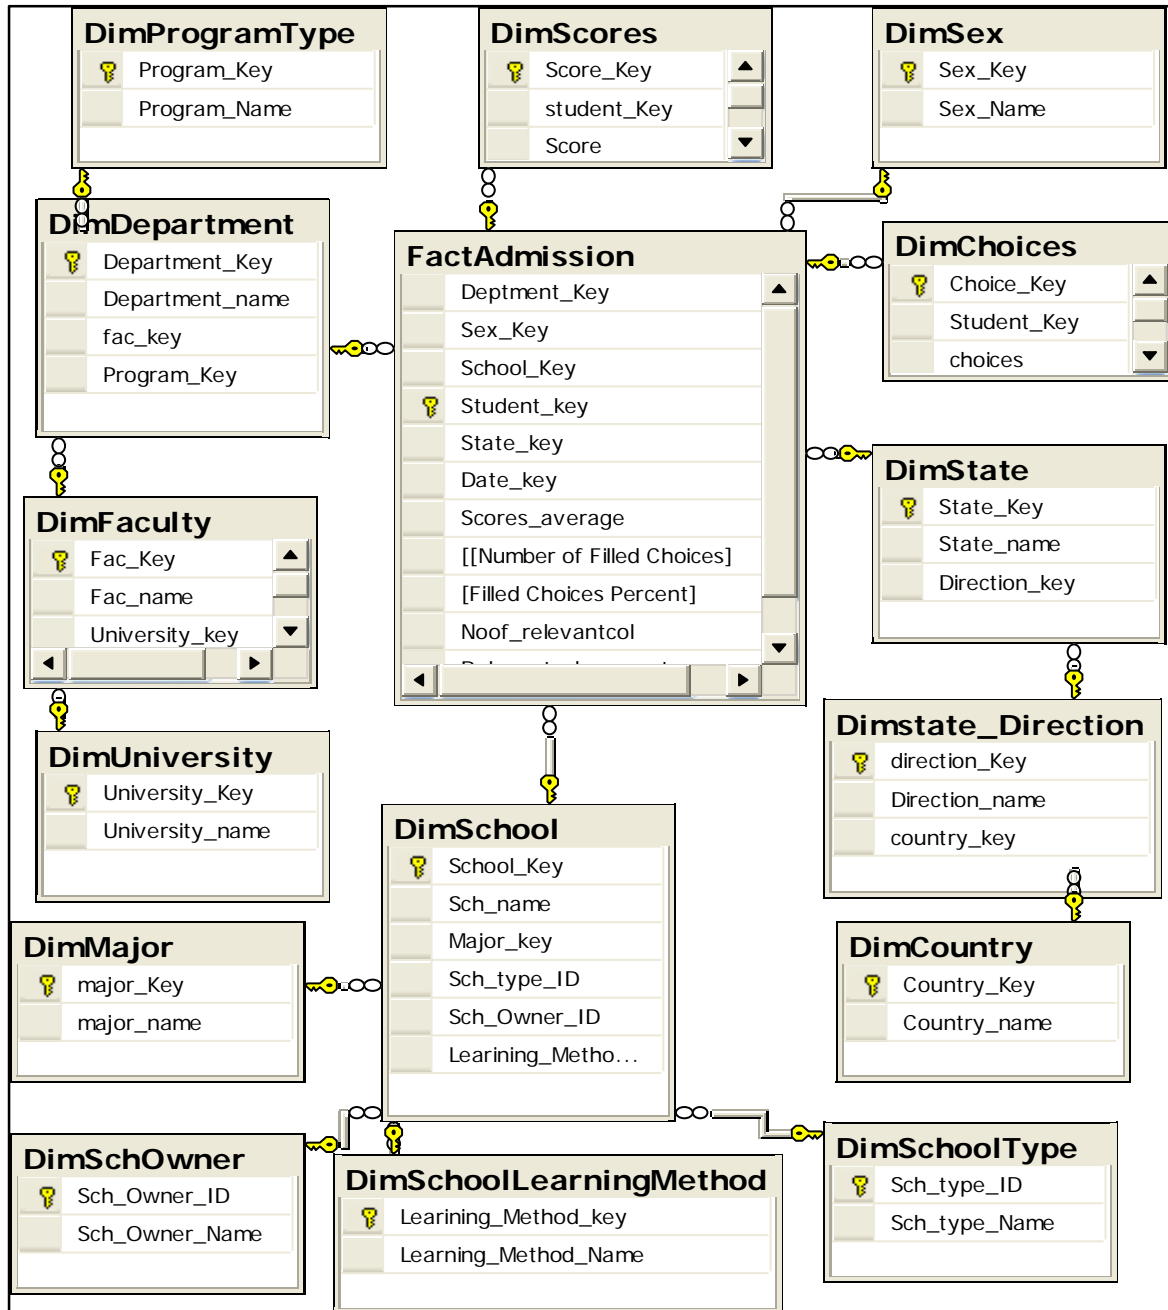 DimProgramType
Program_Key
Program_Name
DimScores
Score_Key
student_Key
Score
DimSex
Sex_Key
Sex_Name
DimDepartment
Department_Key
Department_name
fac_key
Program_Key
FactAdmission
Deptment_Key
Sex_Key
School_Key
Student_key
State_key
Date_key
Scores_average
[[Number of Filled Choices]
[Filled Choices Percent]
Noof_relevantcol
DimChoices
Choice_Key
Student_Key
choices
DimState
State_Key
State_name
Direction_key
DimFaculty
Fac_Key
Fac_name
University_key
DimUniversity
University_Key
University_name
Dimstate_Direction
direction_Key
Direction_name
country_key
DimSchool
School_Key
Sch_name
Major_key
Sch_type_ID
Sch_Owner_ID
Learining_Metho...
DimMajor
major_Key
major_name
DimCountry
Country_Key
Country_name
DimSchOwner
Sch_Owner_ID
Sch_Owner_Name
DimSchoolLearningMethod
Learining_Method_key
Learning_Method_Name
DimSchoolType
Sch_type_ID
Sch_type_Name